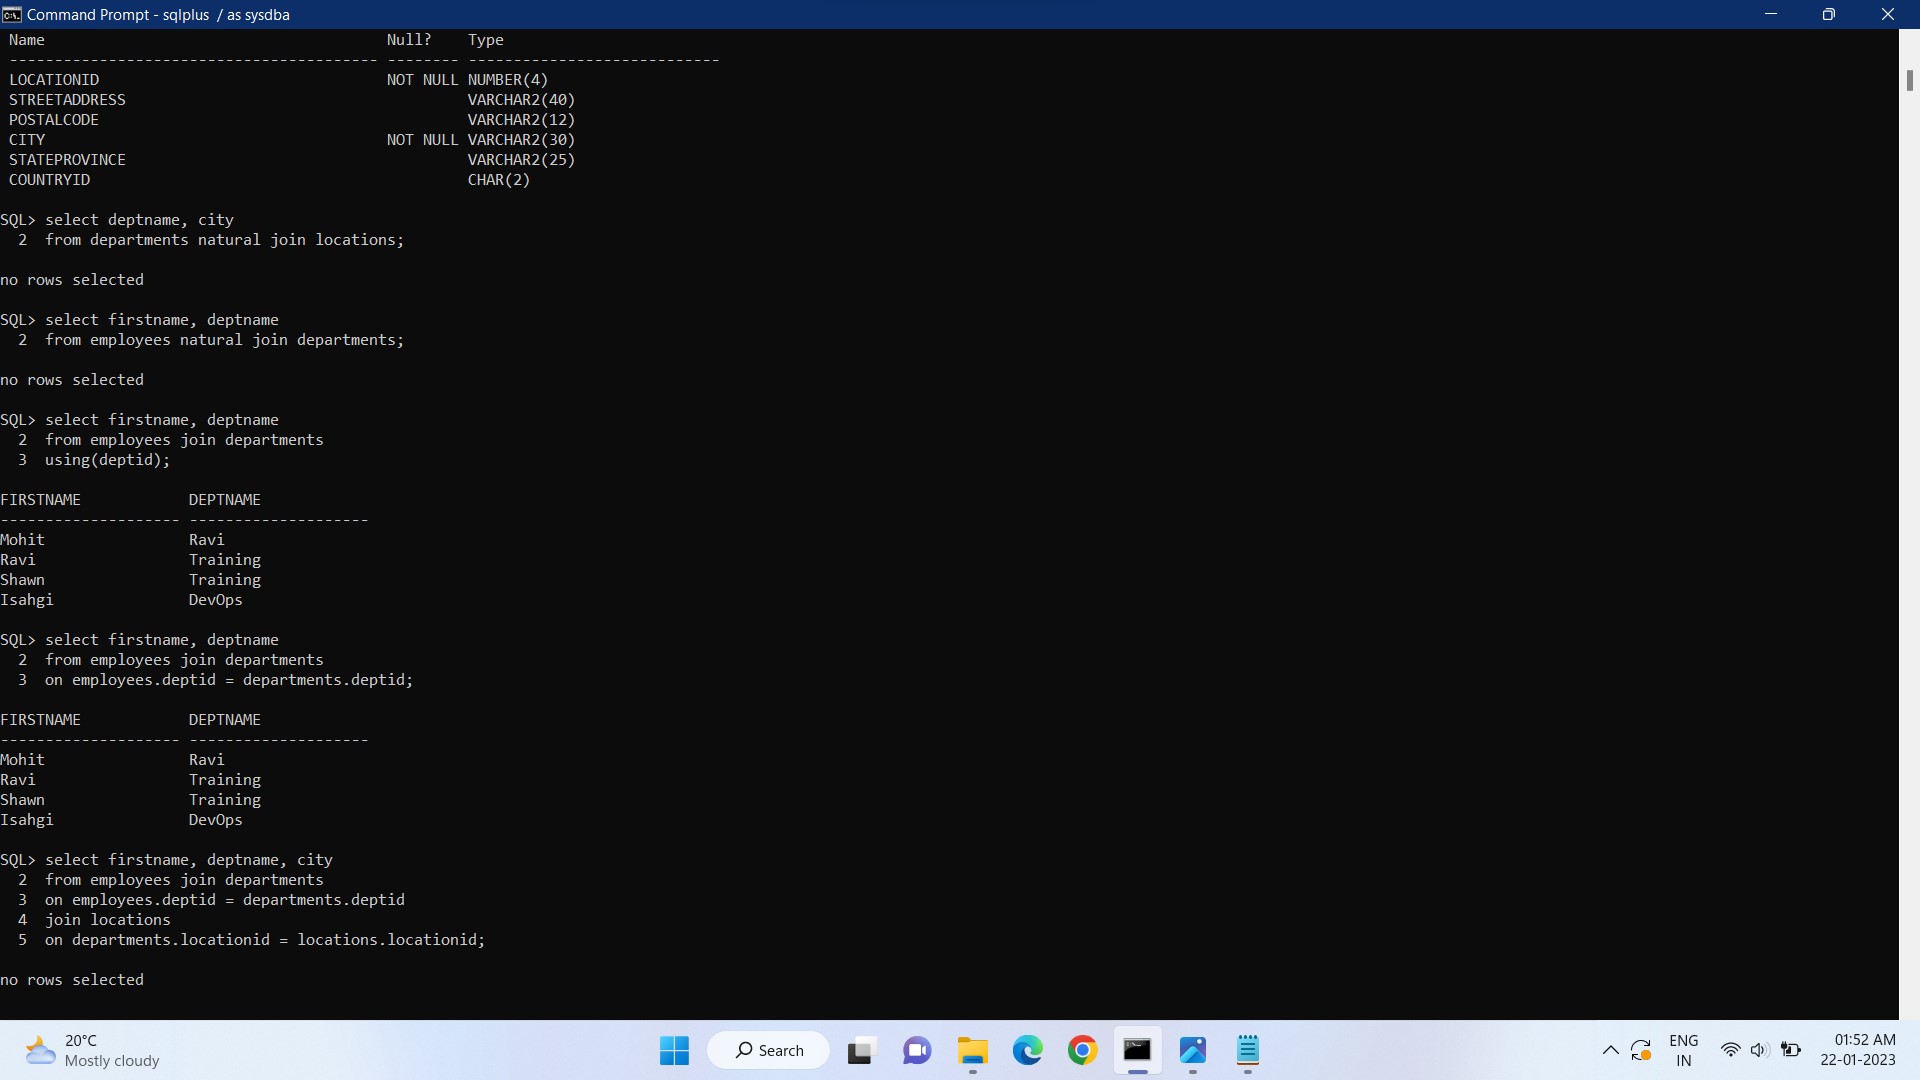 Command Prompt - sqlplus / as sysdba
Name Null? Type
----------------------------------------- -------- ----------------------------
LOCATIONID NOT NULL NUMBER(4)
STREETADDRESS VARCHAR2(40)
POSTALCODE VARCHAR2(12)
CITY NOT NULL VARCHAR2(30)
STATEPROVINCE VARCHAR2(25)
COUNTRYID CHAR(2)
SQL> select deptname, city
2 from departments natural join locations;
no rows selected
SQL> select firstname, deptname
2 from employees natural join departments;
no rows selected
SQL> select firstname, deptname
2 from employees join departments
3 using(deptid);
FIRSTNAME DEPTNAME
-------------------- --------------------
Mohit Ravi
Ravi Training
Shawn Training
Isahgi DevOps
SQL> select firstname, deptname
2 from employees join departments
3 on employees.deptid = departments.deptid;
FIRSTNAME DEPTNAME
-------------------- --------------------
Mohit Ravi
Ravi Training
Shawn Training
Isahgi DevOps
SQL> select firstname, deptname, city
2 from employees join departments
3 on employees.deptid = departments.deptid
4 join locations
5 on departments.locationid = locations.locationid;
no rows selected
20°C
Mostly cloudy
Search
ENG
IN
01:52 AM
22-01-2023